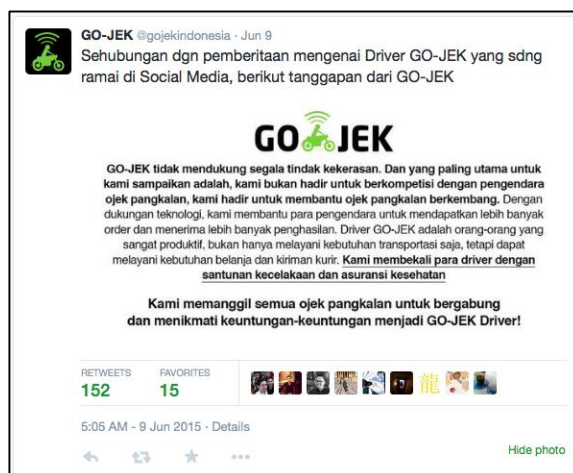 GO-JEK @gojekindonesia · Jun 9
Sehubungan dgn pemberitaan mengenai Driver GO-JEK yang sdng
ramai di Social Media, berikut tanggapan dari GO-JEK
GO JEK
GO-JEK tidak mendukung segala tindak kekerasan. Dan yang paling utama untuk
kami sampaikan adalah, kami bukan hadir untuk berkompetisi dengan pengendara
ojek pangkalan, kami hadir untuk membantu ojek pangkalan berkembang. Dengan
dukungan teknologi, kami membantu para pengendara untuk mendapatkan lebih banyak
order dan menerima lebih banyak penghasilan. Driver GO-JEK adalah orang-orang yang
sangat produktif, bukan hanya melayani kebutuhan transportasi saja, tetapi dapat
melayani kebutuhan belanja dan kiriman kurir. Kami membekali para driver dengan
santunan kecelakaan dan asuransi kesehatan
Kami memanggil semua ojek pangkalan untuk bergabung
dan menikmati keuntungan-keuntungan menjadi GO-JEK Driver!
RETWEETS FAVORITES
152 15
龍
5:05 AM - 9 Jun 2015 · Details
Hide photo